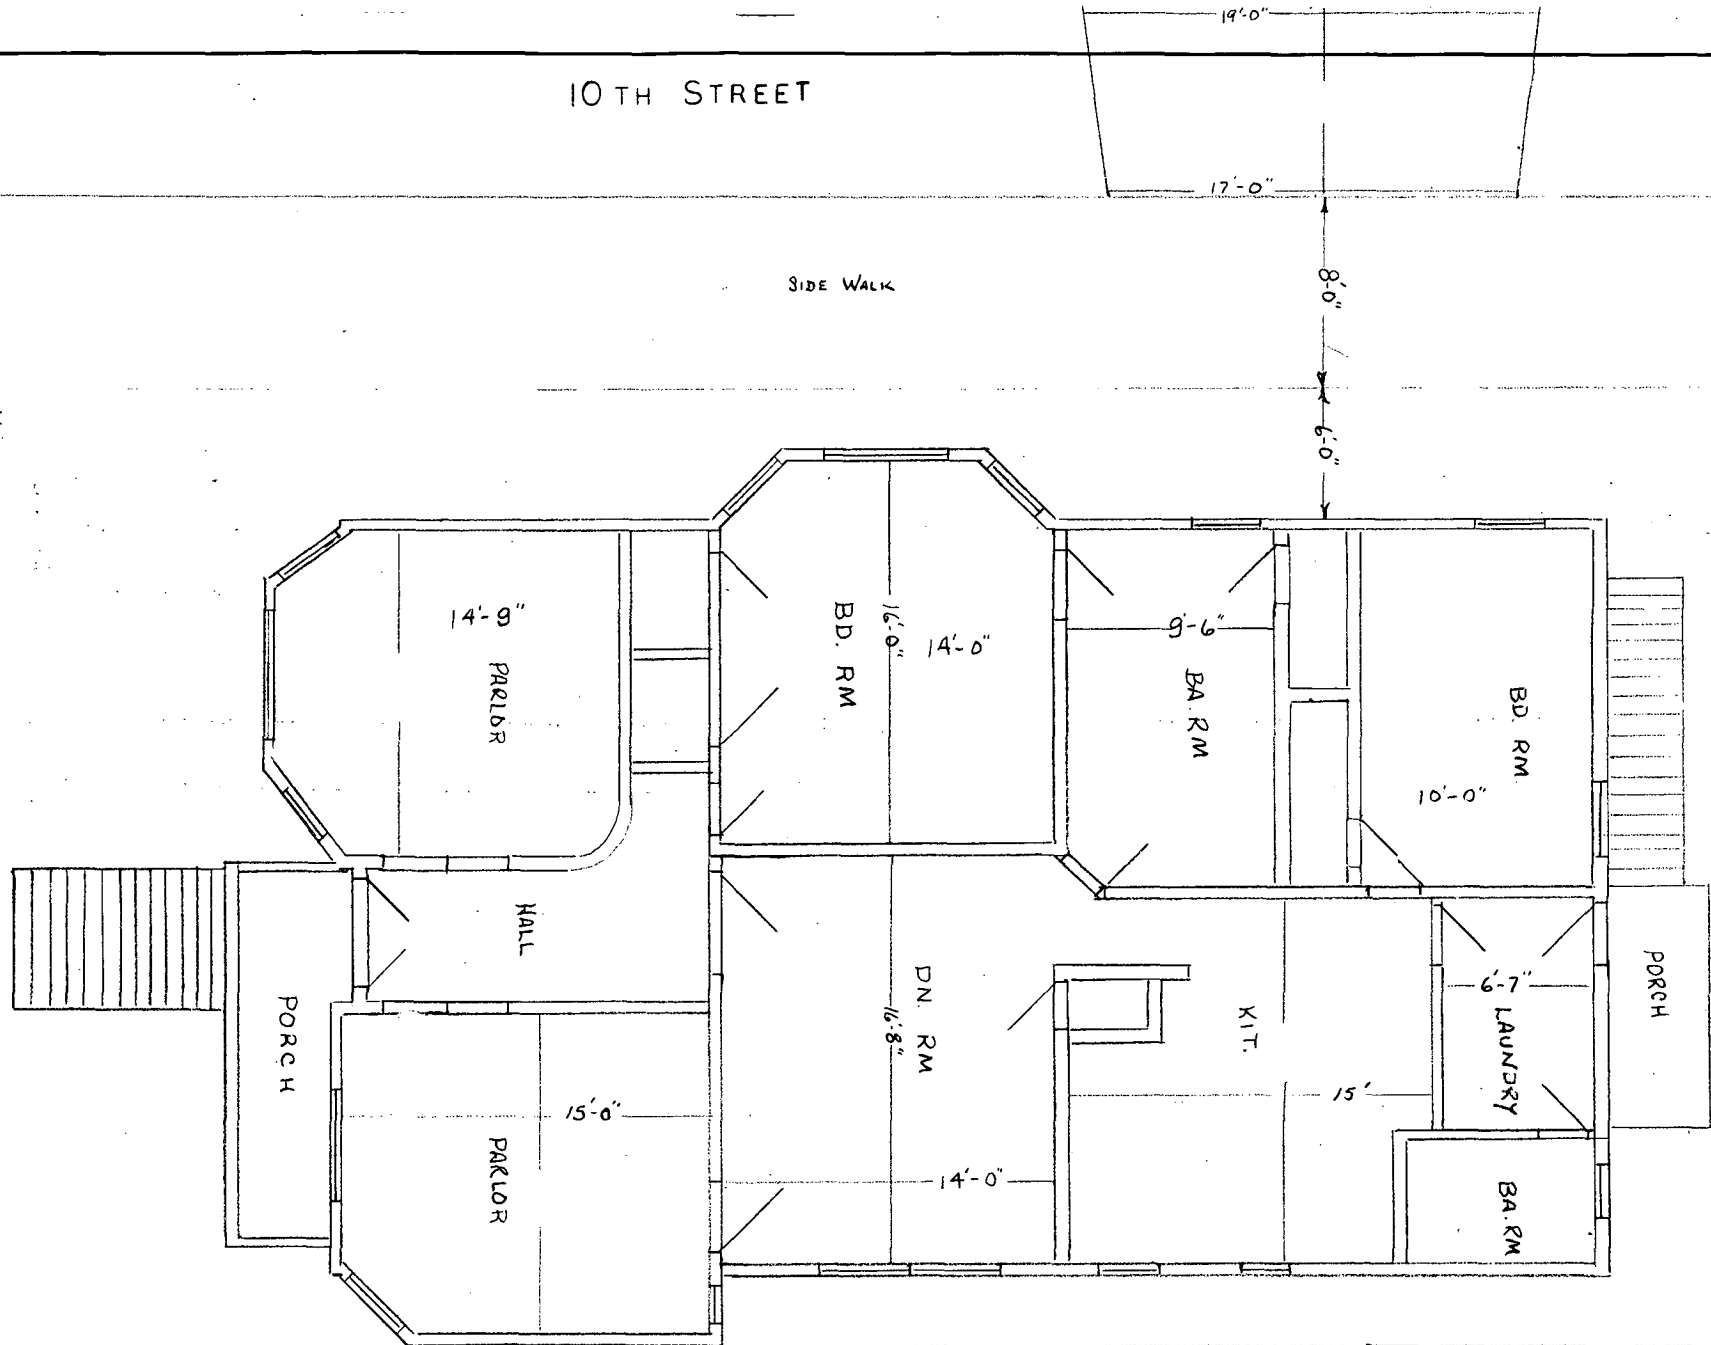 19'-0"
10 TH STREET
17'-0"
SIDE WALK
8'-0"
6'-0"
14'-9"
PARLOR
BD. RM
16'-0"
14'-0"
9'-6"
BA. RM
BD. RM
10'-0"
HALL
PORCH
DN. RM
16'-8"
KIT.
6'-7"
LAUNDRY
PORCH
15'-0"
PARLOR
14'-0"
15'
BA. RM